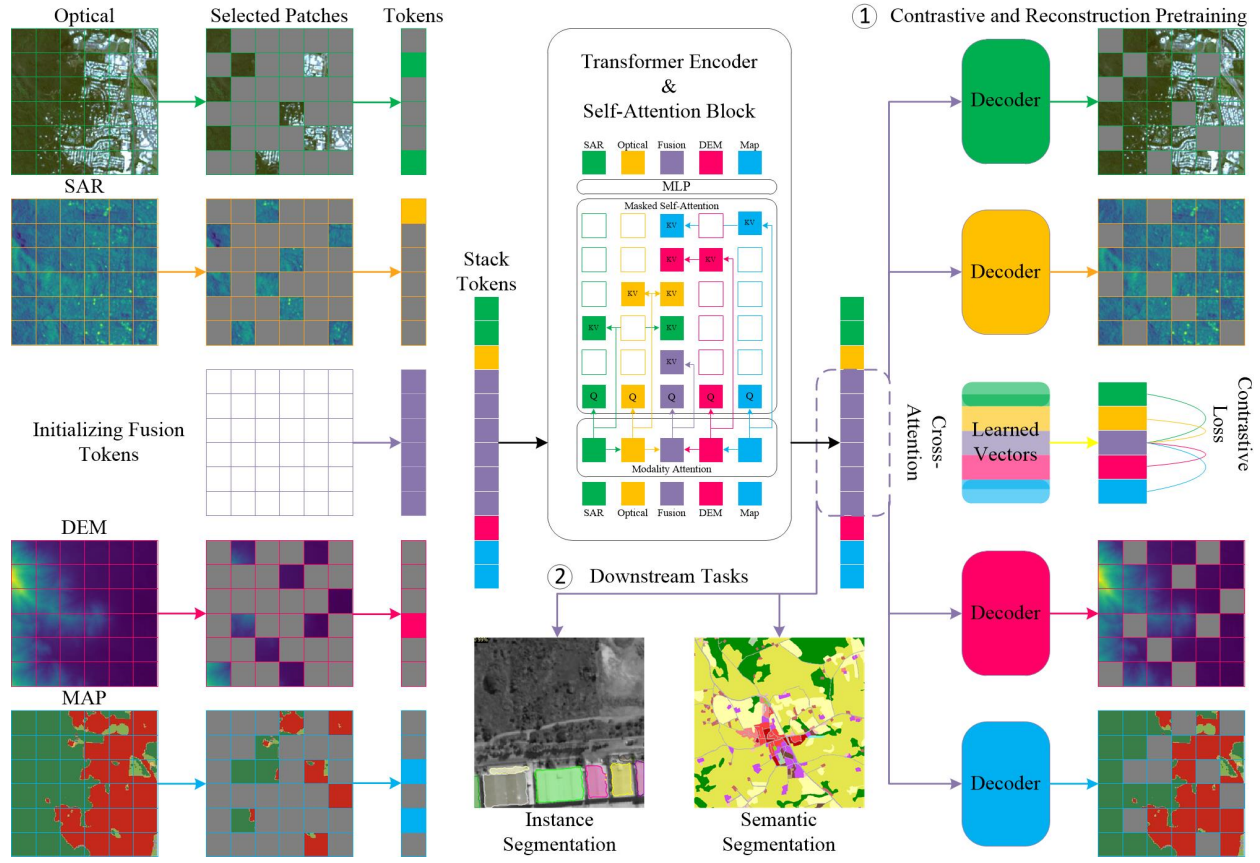 Optical
Selected Patches
Tokens
① Contrastive and Reconstruction Pretraining
Transformer Encoder
&
Self-Attention Block
SAR Optical Fusion DEM Map
MLP
Masked Self-Attention
KV KV
KV KV
KV KV
KV KV
KV
Q Q Q Q Q
Modality Attention
SAR Optical Fusion DEM Map
SAR
Stack
Tokens
Initializing Fusion
Tokens
DEM
MAP
Decoder
Decoder
Cross-
Attention
Learned
Vectors
Contrastive
Loss
Decoder
Decoder
② Downstream Tasks
Instance
Segmentation
Semantic
Segmentation